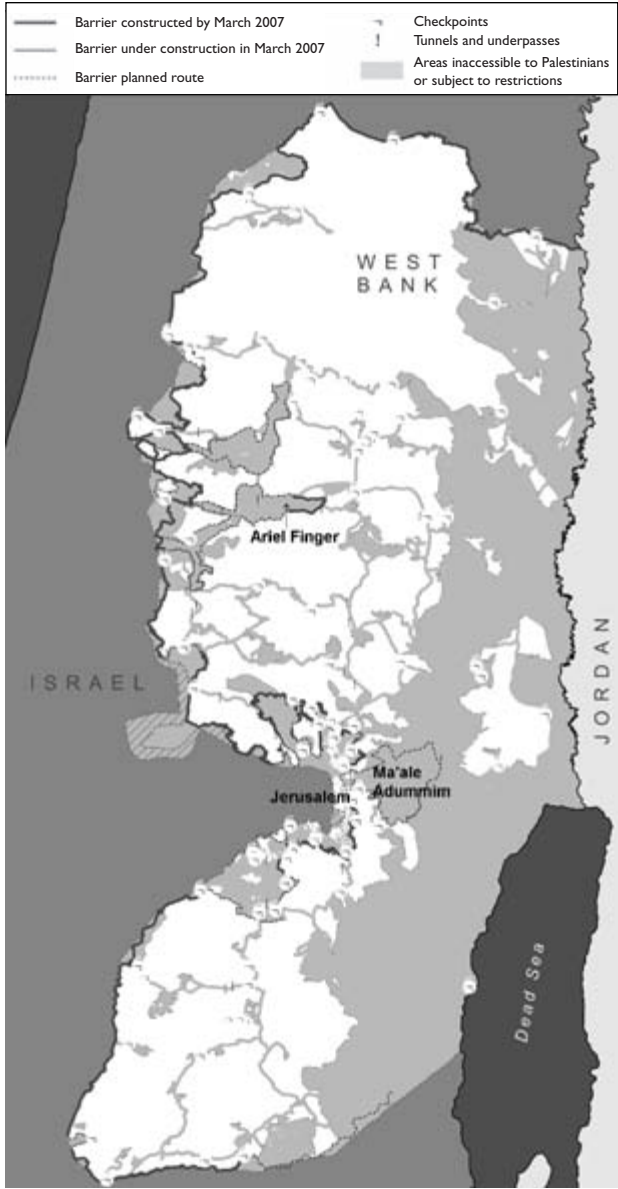 Barrier constructed by March 2007
Barrier under construction in March 2007
Barrier planned route
Checkpoints
Tunnels and underpasses
Areas inaccessible to Palestinians
or subject to restrictions
WEST
BANK
Ariel Finger
ISRAEL
JORDAN
Ma'ale
Adummim
Jerusalem
Dead Sea